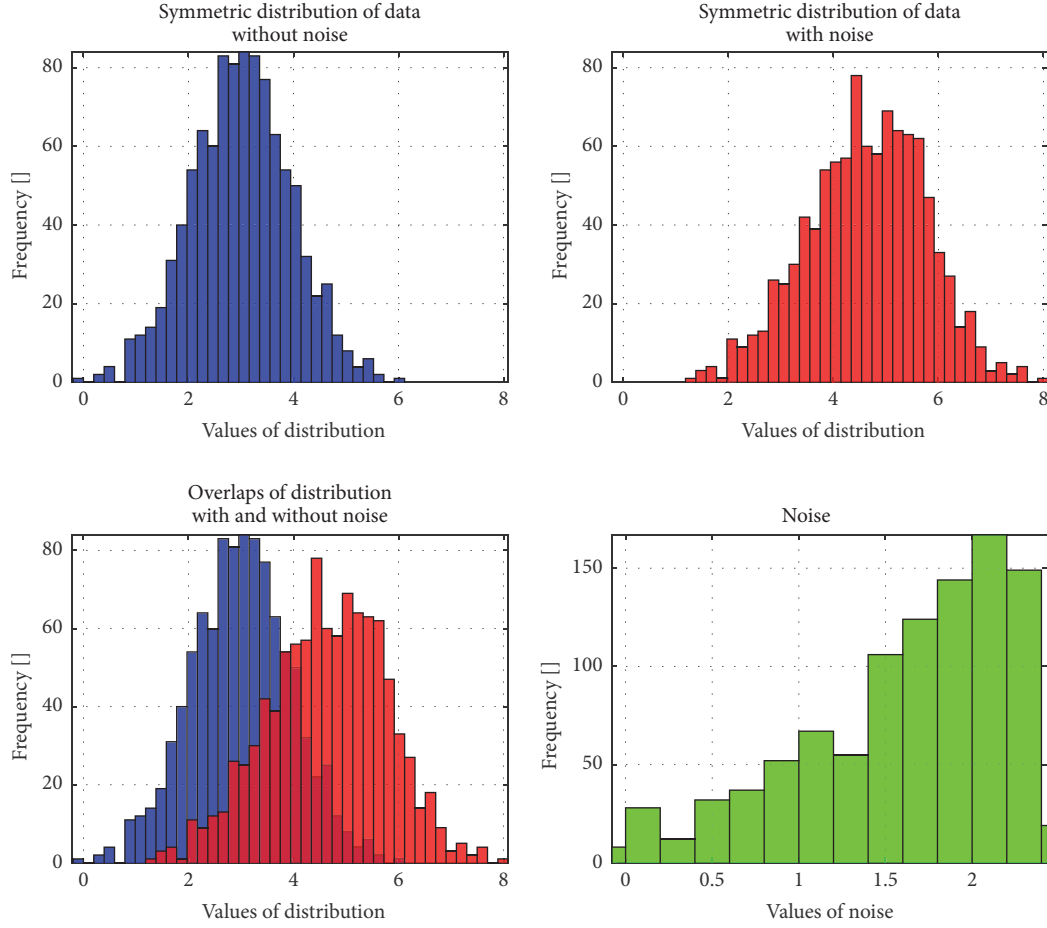 Symmetric distribution of data
without noise
80
60
40
20
0
Frequency []
0 2 4 6 8
Values of distribution
Symmetric distribution of data
with noise
80
60
40
20
0
Frequency []
0 2 4 6 8
Values of distribution
Overlaps of distribution
with and without noise
80
60
40
20
0
Frequency []
0 2 4 6 8
Values of distribution
Noise
150
100
50
0
Frequency []
0 0.5 1 1.5 2
Values of noise